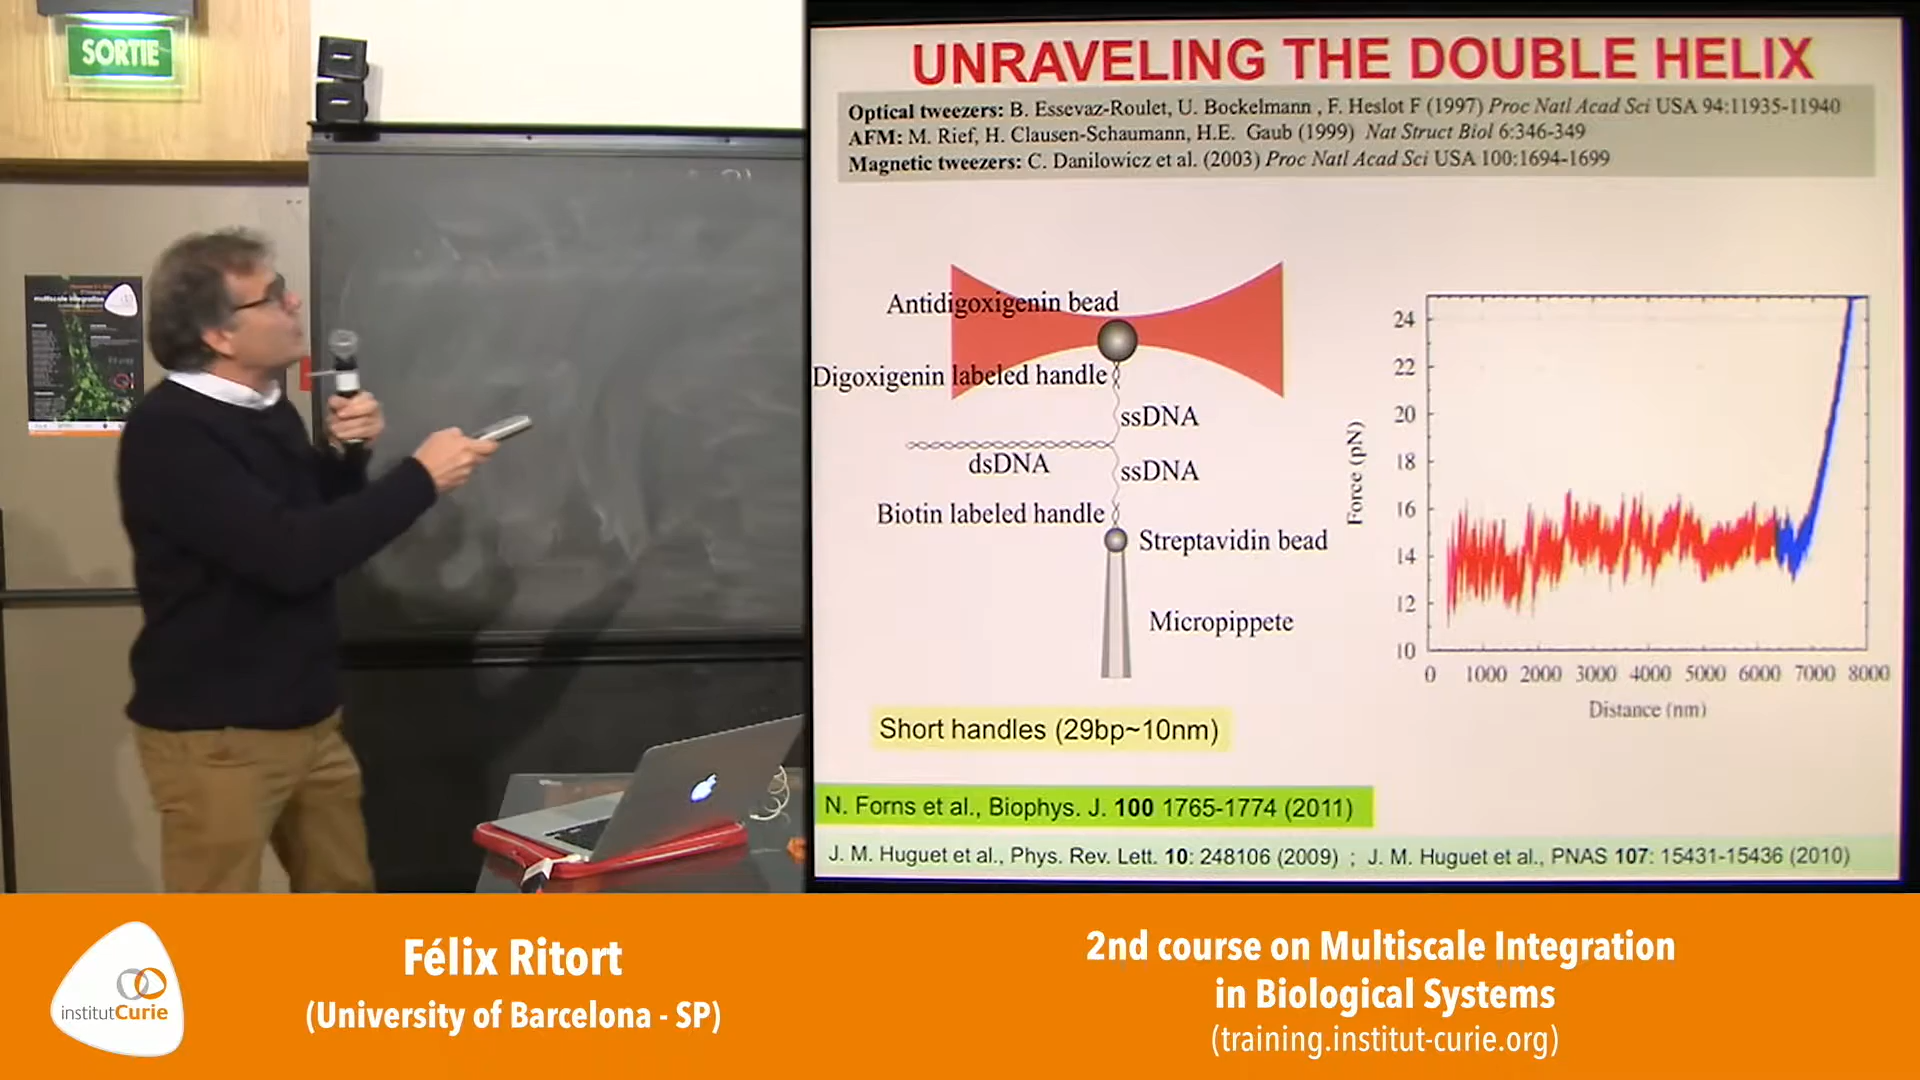 SORTIE
multiscale integration
UNRAVELING THE DOUBLE HELIX
Optical tweezers: B. Essevaz-Roulet, U. Bockelmann , F. Heslot F (1997) Proc Natl Acad Sci USA 94:11935-11940
AFM: M. Rief, H. Clausen-Schaumann, H.E. Gaub (1999) Nat Struct Biol 6:346-349
Magnetic tweezers: C. Danilowicz et al. (2003) Proc Natl Acad Sci USA 100:1694-1699
Antidigoxigenin bead
Digoxigenin labeled handle
ssDNA
dsDNA
ssDNA
Biotin labeled handle
Streptavidin bead
Micropippete
Force (pN)
24
22
20
18
16
14
12
10
0 1000 2000 3000 4000 5000 6000 7000 8000
Distance (nm)
Short handles (29bp~10nm)
N. Forns et al., Biophys. J. 100 1765-1774 (2011)
J. M. Huguet et al., Phys. Rev. Lett. 10: 248106 (2009) ; J. M. Huguet et al., PNAS 107: 15431-15436 (2010)
institutCurie
Félix Ritort
(University of Barcelona - SP)
2nd course on Multiscale Integration
in Biological Systems
(training.institut-curie.org)